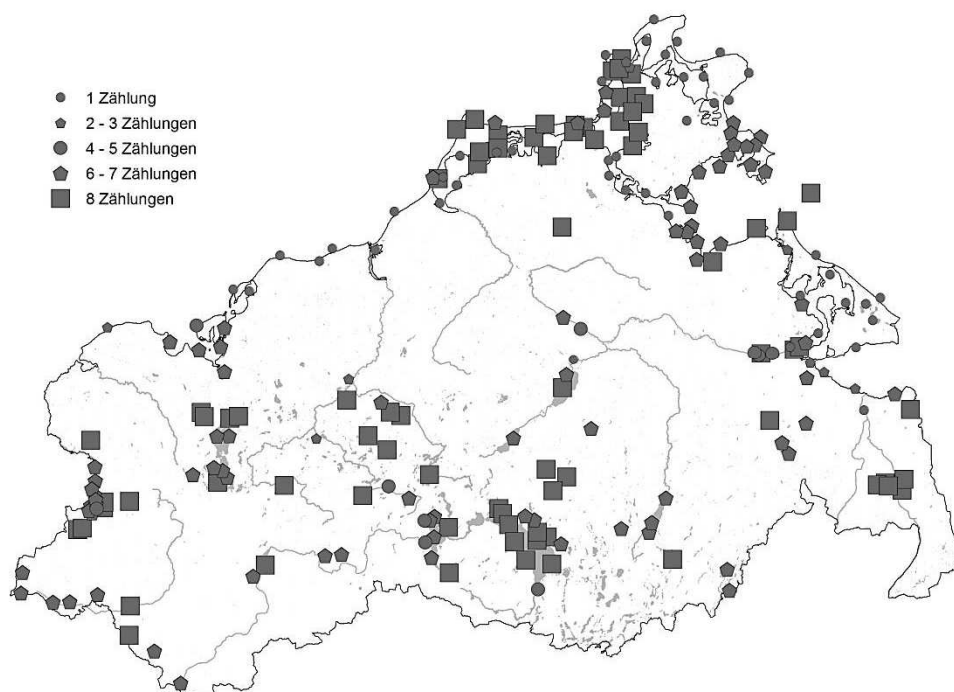 1 Zählung
2 - 3 Zählungen
4 - 5 Zählungen
6 - 7 Zählungen
8 Zählungen